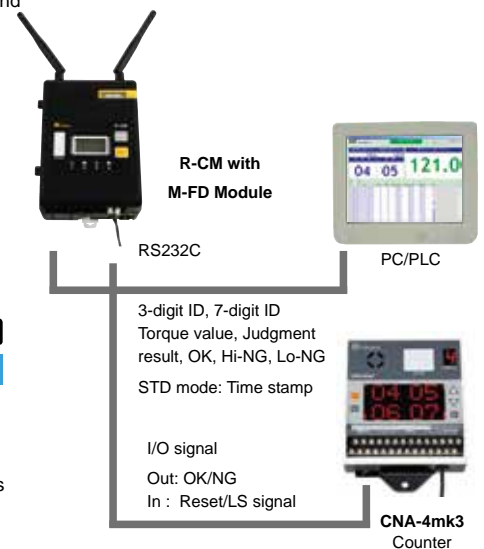 nd
R-CM with
M-FD Module
04 05 121.0
RS232C
PC/PLC
3-digit ID, 7-digit ID
Torque value, Judgment
result, OK, Hi-NG, Lo-NG
STD mode: Time stamp
4
04 05
06 07
I/O signal
Out: OK/NG
In : Reset/LS signal
s
CNA-4mk3
Counter